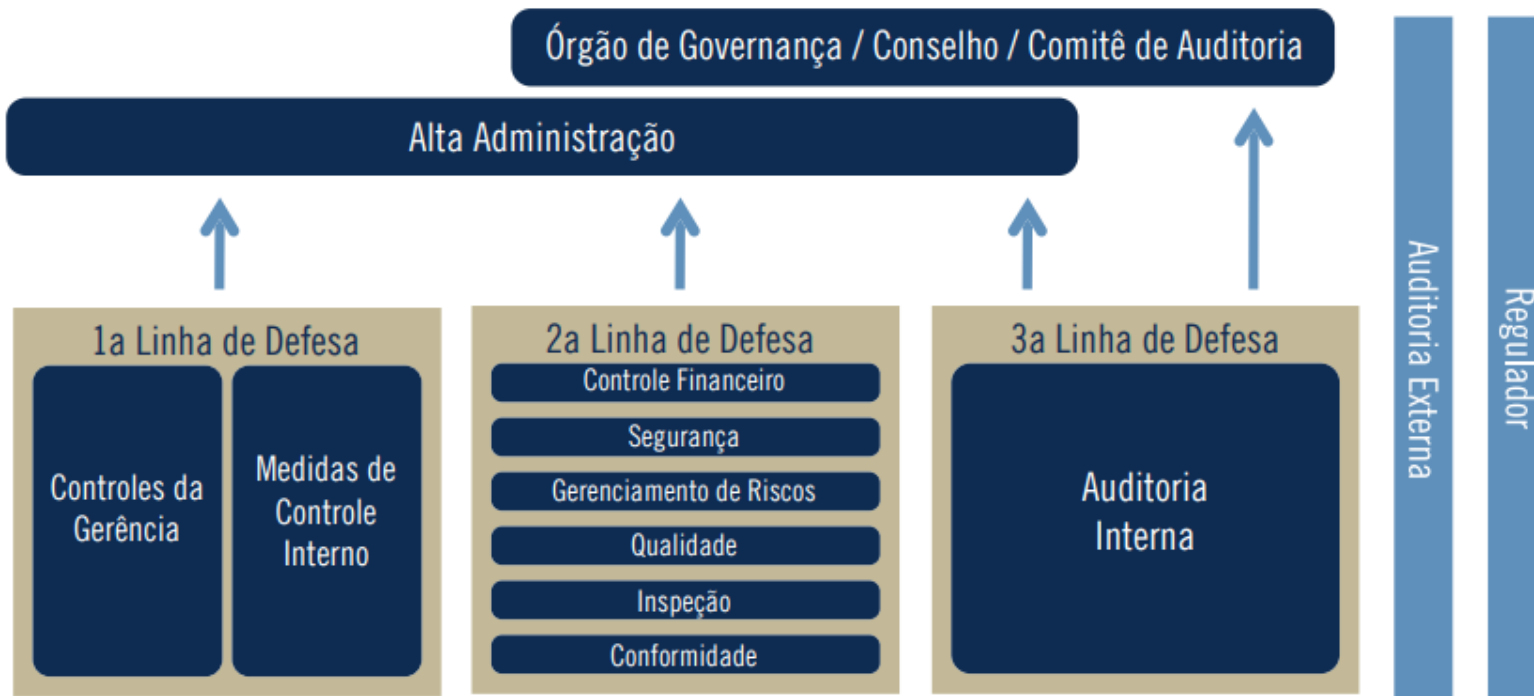 Órgão de Governança / Conselho / Comitê de Auditoria
Alta Administração
1a Linha de Defesa
Controles da
Gerência
Medidas de
Controle
Interno
2a Linha de Defesa
Controle Financeiro
Segurança
Gerenciamento de Riscos
Qualidade
Inspeção
Conformidade
3a Linha de Defesa
Auditoria
Interna
Auditoria Externa
Regulador